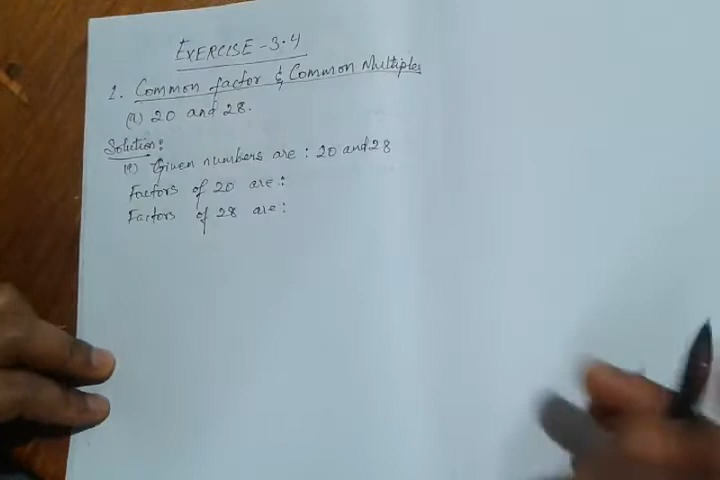 EXERCISE - 3.4
1. Common factor & Common Multiples
(a) 20 and 28.
Solution:
(a) Given numbers are : 20 and 28
Factors of 20 are :
Factors of 28 are :